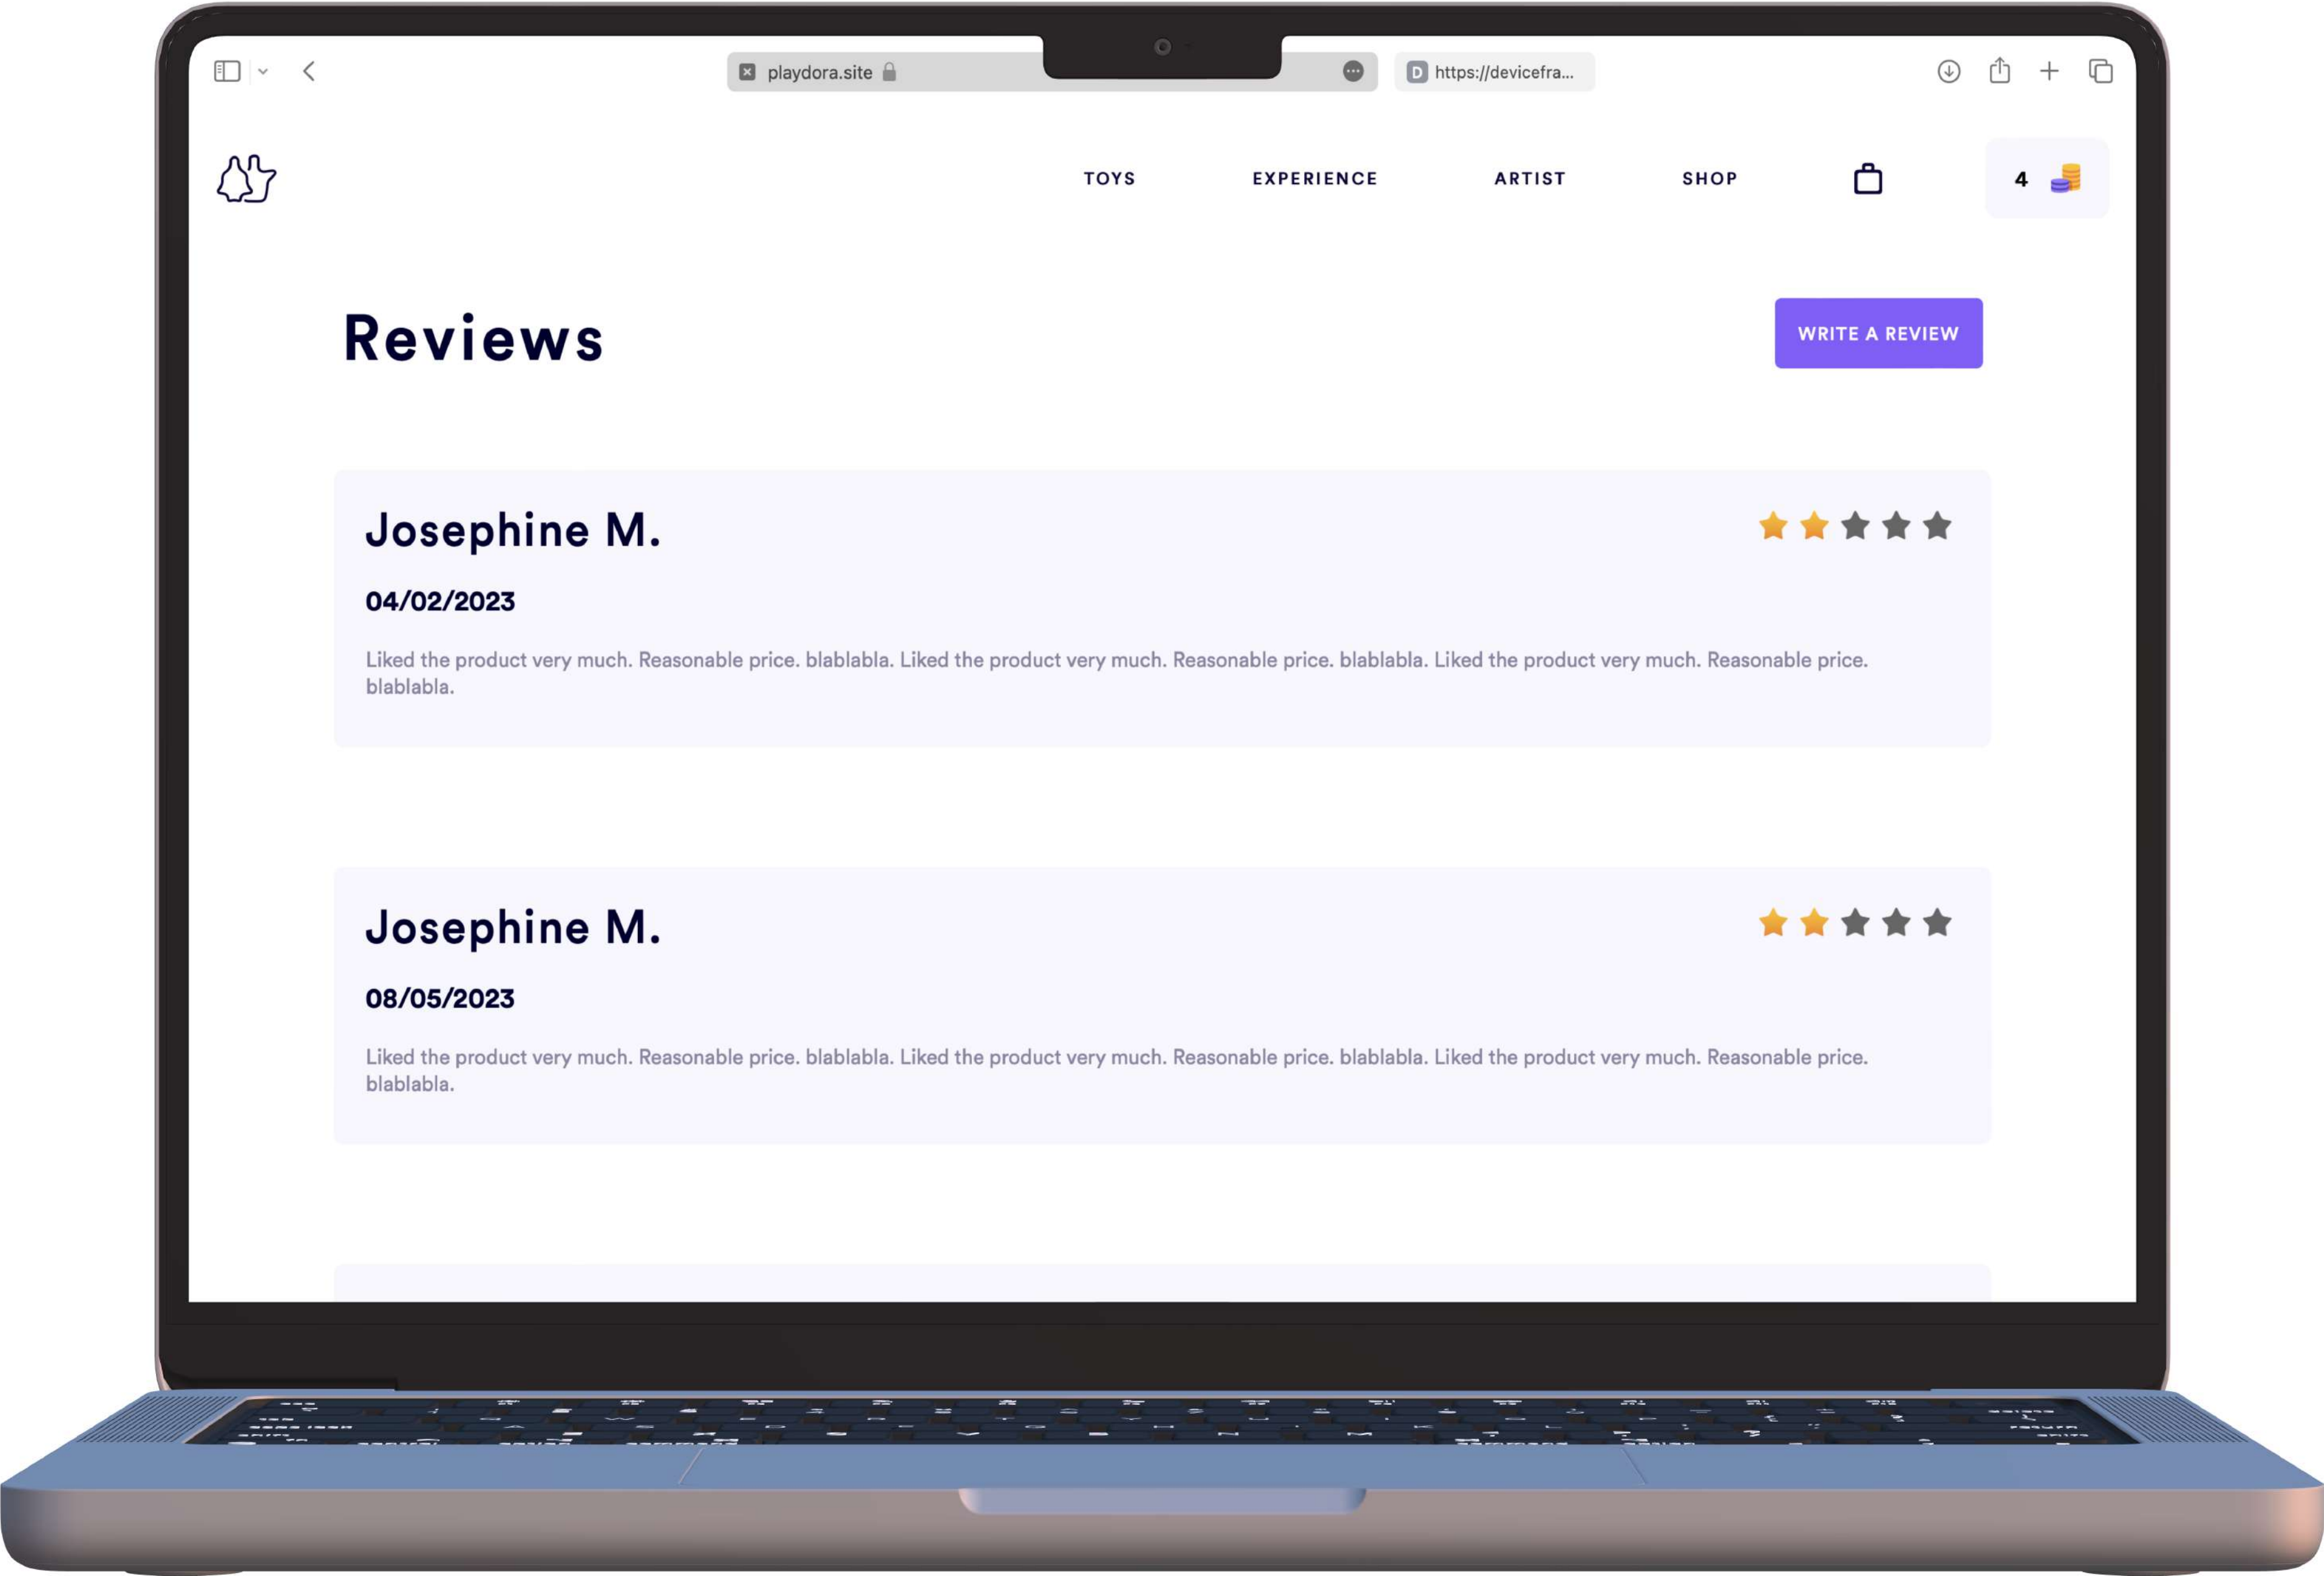 playdora.site
D https://devicefra...
TOYS EXPERIENCE ARTIST SHOP 4
Reviews
WRITE A REVIEW
Josephine M.
04/02/2023
Liked the product very much. Reasonable price. blablabla. Liked the product very much. Reasonable price. blablabla. Liked the product very much. Reasonable price.
blablabla.
Josephine M.
08/05/2023
Liked the product very much. Reasonable price. blablabla. Liked the product very much. Reasonable price. blablabla. Liked the product very much. Reasonable price.
blablabla.